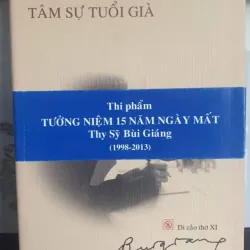 TÂM SỰ TUỔI GIÀ
Thi phẩm
TƯỞNG NIỆM 15 NĂM NGÀY MẤT
Thy Sỹ Bùi Giáng
(1998-2013)
Di cảo thơ XI